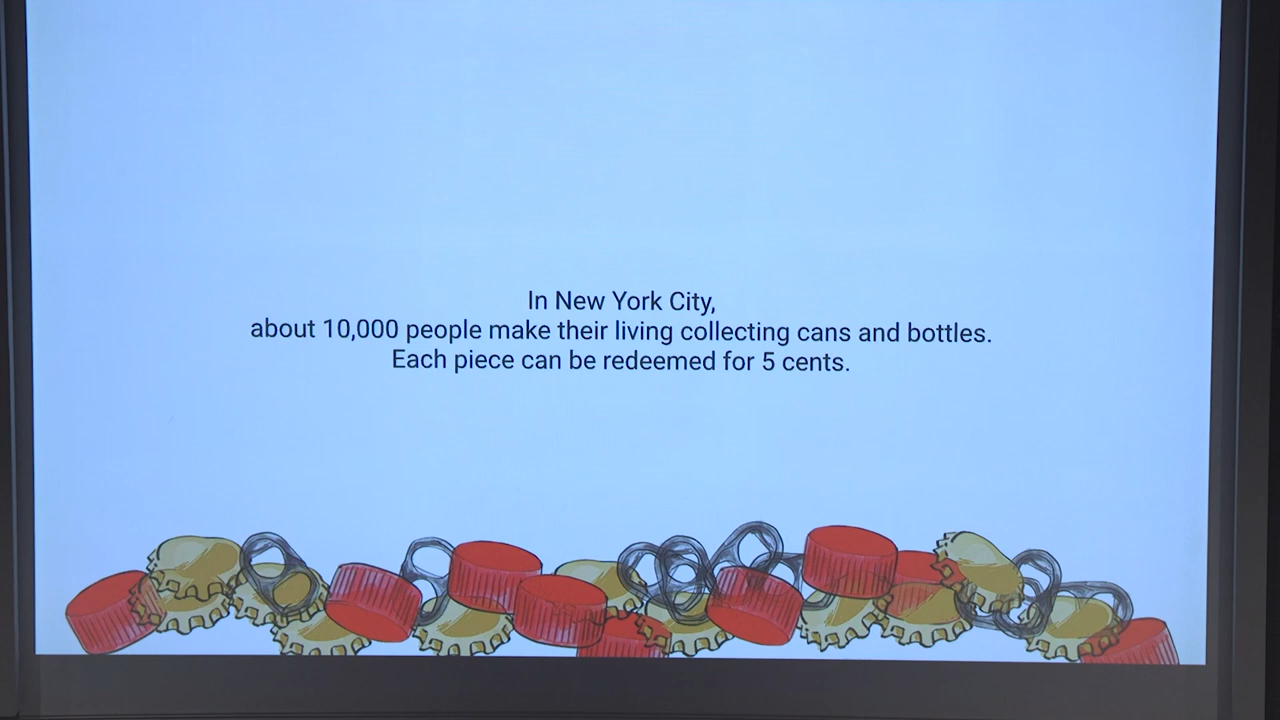 In New York City,
about 10,000 people make their living collecting cans and bottles.
Each piece can be redeemed for 5 cents.